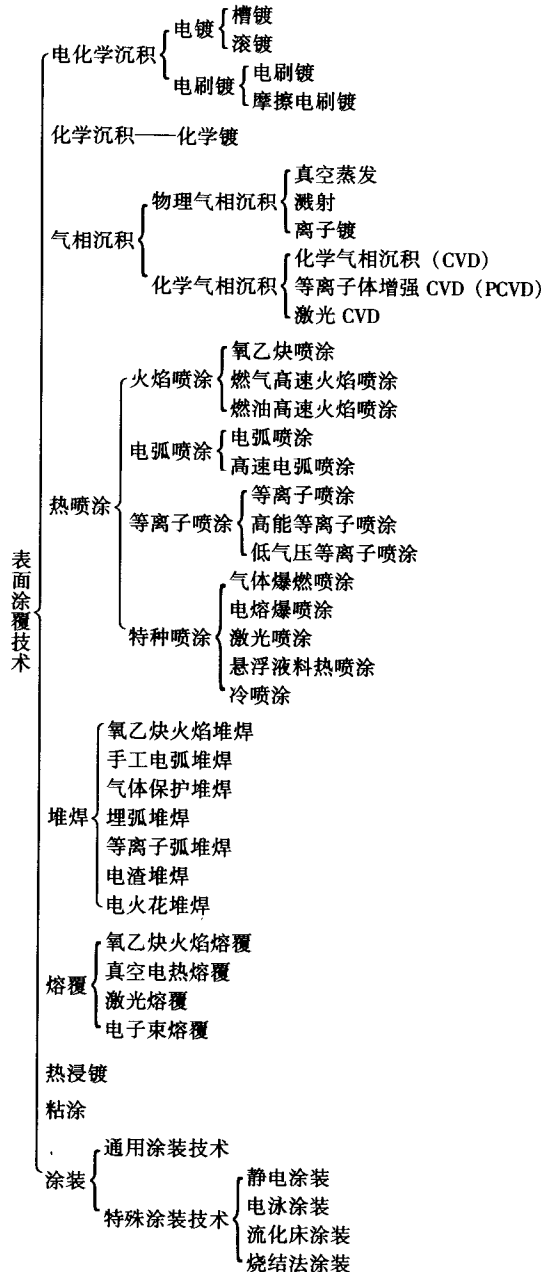 表面涂覆技术
电化学沉积
电镀
槽镀
滚镀
电刷镀
电刷镀
摩擦电刷镀
化学沉积——化学镀
气相沉积
物理气相沉积
真空蒸发
溅射
离子镀
化学气相沉积
化学气相沉积（CVD）
等离子体增强 CVD（PCVD）
激光 CVD
热喷涂
火焰喷涂
氧乙炔喷涂
燃气高速火焰喷涂
燃油高速火焰喷涂
电弧喷涂
电弧喷涂
高速电弧喷涂
等离子喷涂
等离子喷涂
高能等离子喷涂
低气压等离子喷涂
特种喷涂
气体爆燃喷涂
电熔爆喷涂
激光喷涂
悬浮液料热喷涂
冷喷涂
堆焊
氧乙炔火焰堆焊
手工电弧堆焊
气体保护堆焊
埋弧堆焊
等离子弧堆焊
电渣堆焊
电火花堆焊
熔覆
氧乙炔火焰熔覆
真空电热熔覆
激光熔覆
电子束熔覆
热浸镀
粘涂
涂装
通用涂装技术
特殊涂装技术
静电涂装
电泳涂装
流化床涂装
烧结法涂装